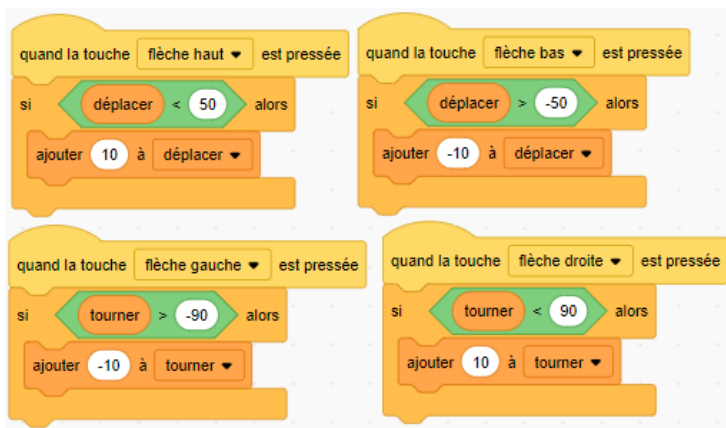 quand la touche flèche haut est pressée
si déplacer < 50 alors
ajouter 10 à déplacer
quand la touche flèche bas est pressée
si déplacer > -50 alors
ajouter -10 à déplacer
quand la touche flèche gauche est pressée
si tourner > -90 alors
ajouter -10 à tourner
quand la touche flèche droite est pressée
si tourner < 90 alors
ajouter 10 à tourner